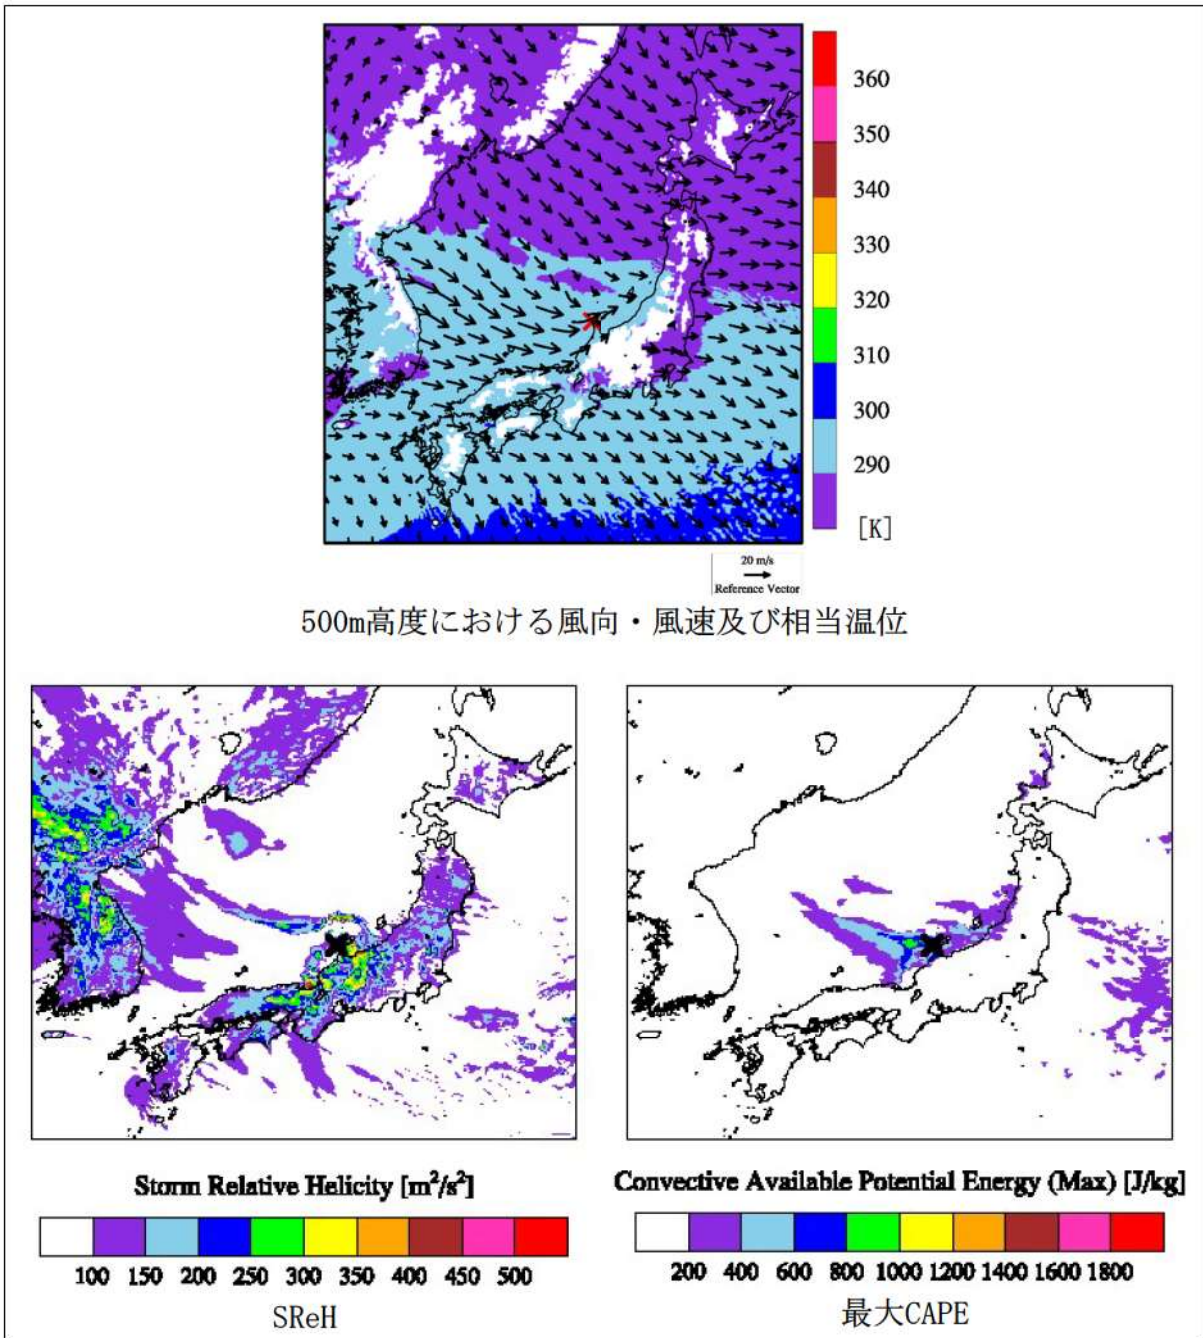 360
350
340
330
320
310
300
290
[K]
20 m/s
Reference Vector
500m高度における風向・風速及び相当温位
Storm Relative Helicity [m²/s²]
100 150 200 250 300 350 400 450 500
SReH
Convective Available Potential Energy (Max) [J/kg]
200 400 600 800 1000 1200 1400 1600 1800
最大CAPE